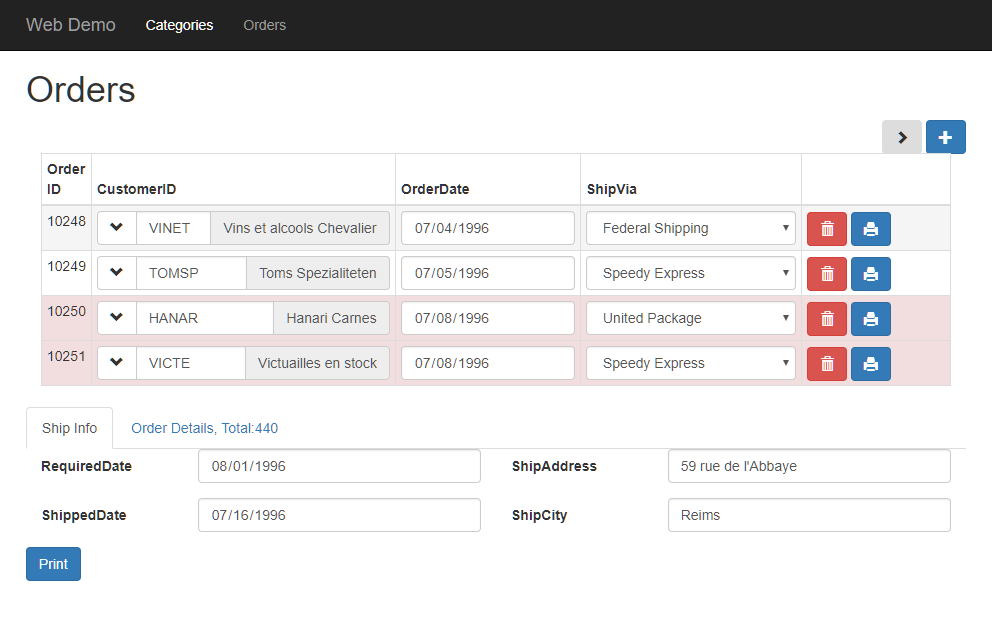 Web Demo Categories Orders
Orders
Order
ID CustomerID OrderDate ShipVia
10248 VINET Vins et alcools Chevalier 07/04/1996 Federal Shipping
10249 TOMSP Toms Spezialiteten 07/05/1996 Speedy Express
10250 HANAR Hanari Carnes 07/08/1996 United Package
10251 VICTE Victuailles en stock 07/08/1996 Speedy Express
Ship Info Order Details, Total:440
RequiredDate 08/01/1996 ShipAddress 59 rue de l'Abbaye
ShippedDate 07/16/1996 ShipCity Reims
Print